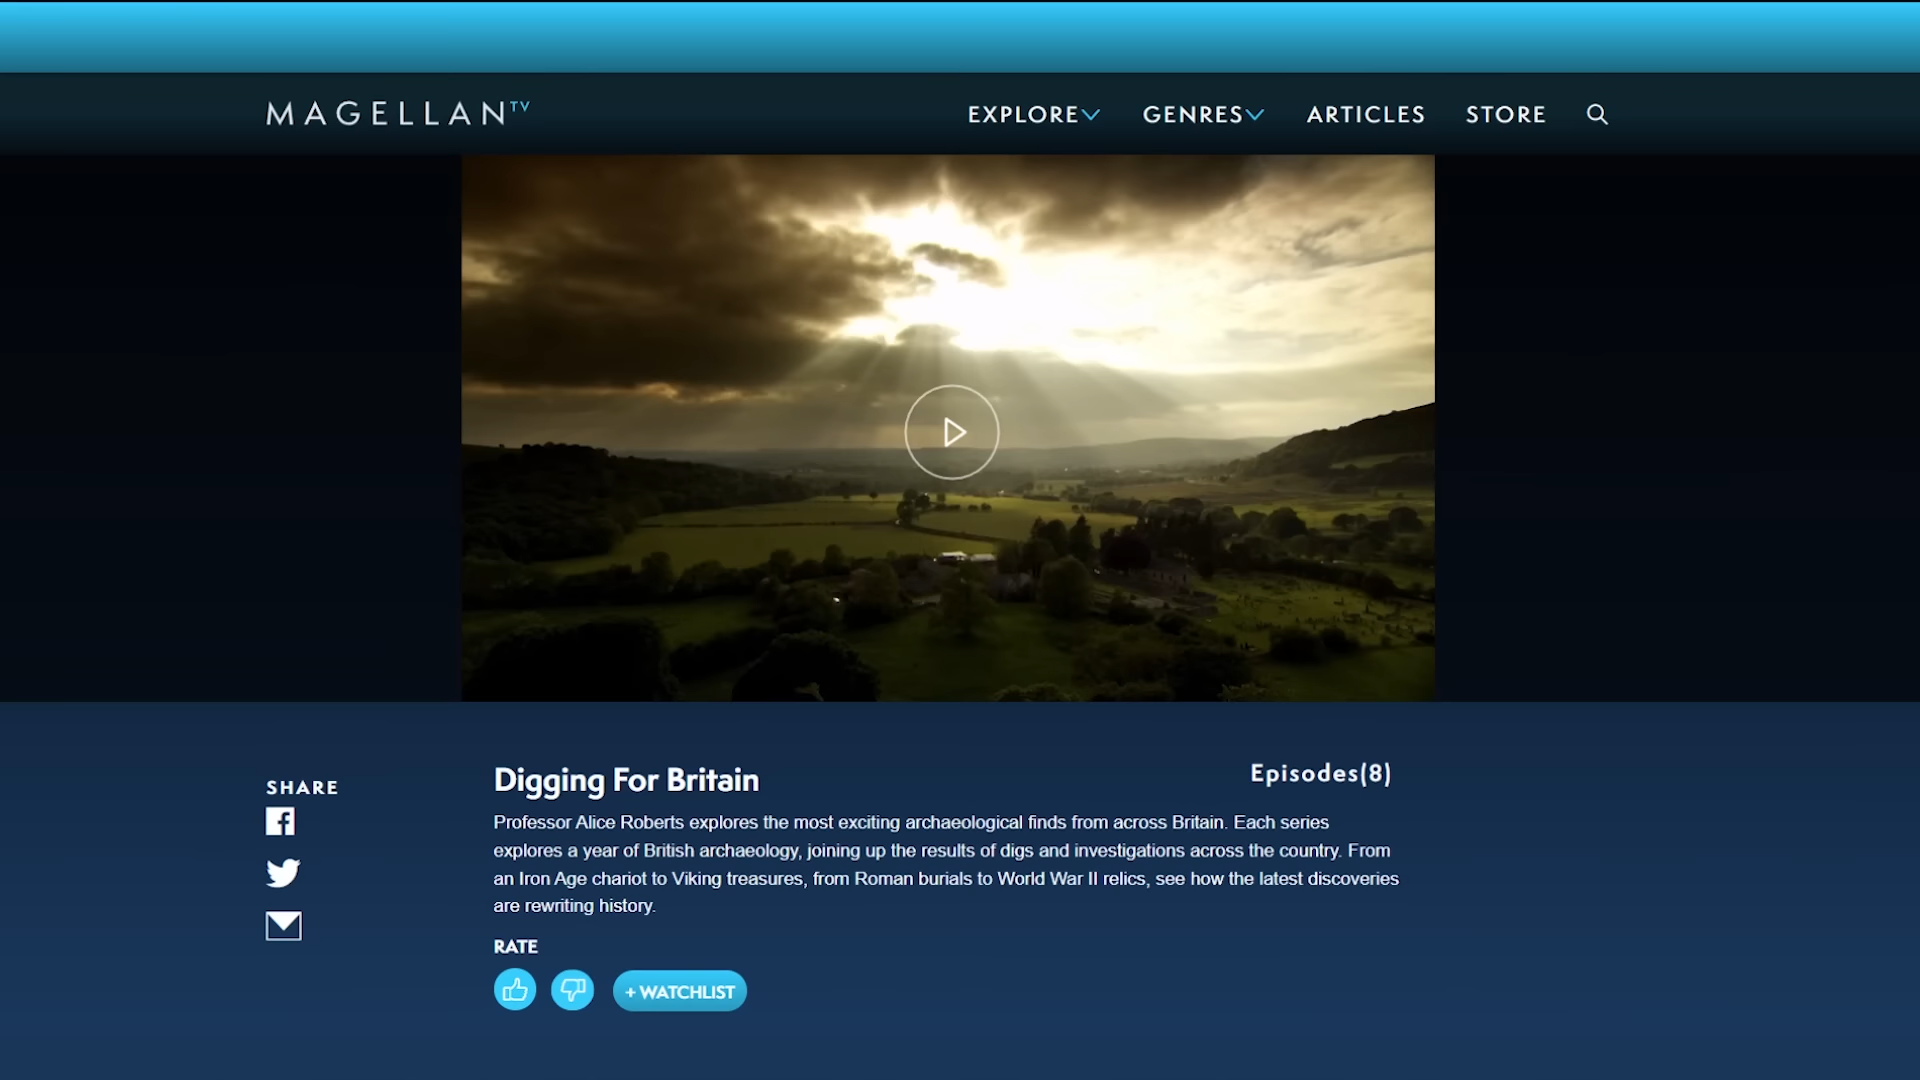 MAGELLANTV
EXPLORE
GENRES
ARTICLES
STORE
SHARE
Digging For Britain
Episodes(8)
Professor Alice Roberts explores the most exciting archaeological finds from across Britain. Each series
explores a year of British archaeology, joining up the results of digs and investigations across the country. From
an Iron Age chariot to Viking treasures, from Roman burials to World War II relics, see how the latest discoveries
are rewriting history.
RATE
+ WATCHLIST